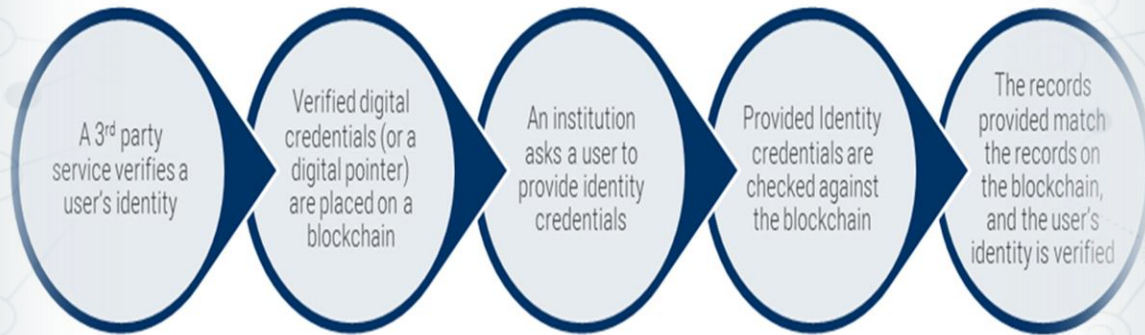 A 3rd party
service verifies a
user's identity
Verified digital
credentials (or a
digital pointer)
are placed on a
blockchain
An institution
asks a user to
provide identity
credentials
Provided Identity
credentials are
checked against
the blockchain
The records
provided match
the records on
the blockchain,
and the user's
identity is verified